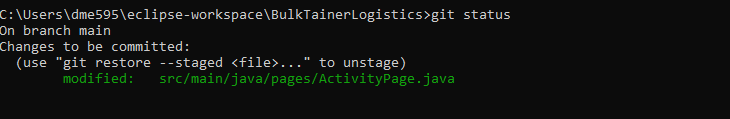 C:\Users\dme595\eclipse-workspace\BulkTainerLogistics>git status
On branch main
Changes to be committed:
  (use "git restore --staged <file>..." to unstage)
        modified:   src/main/java/pages/ActivityPage.java